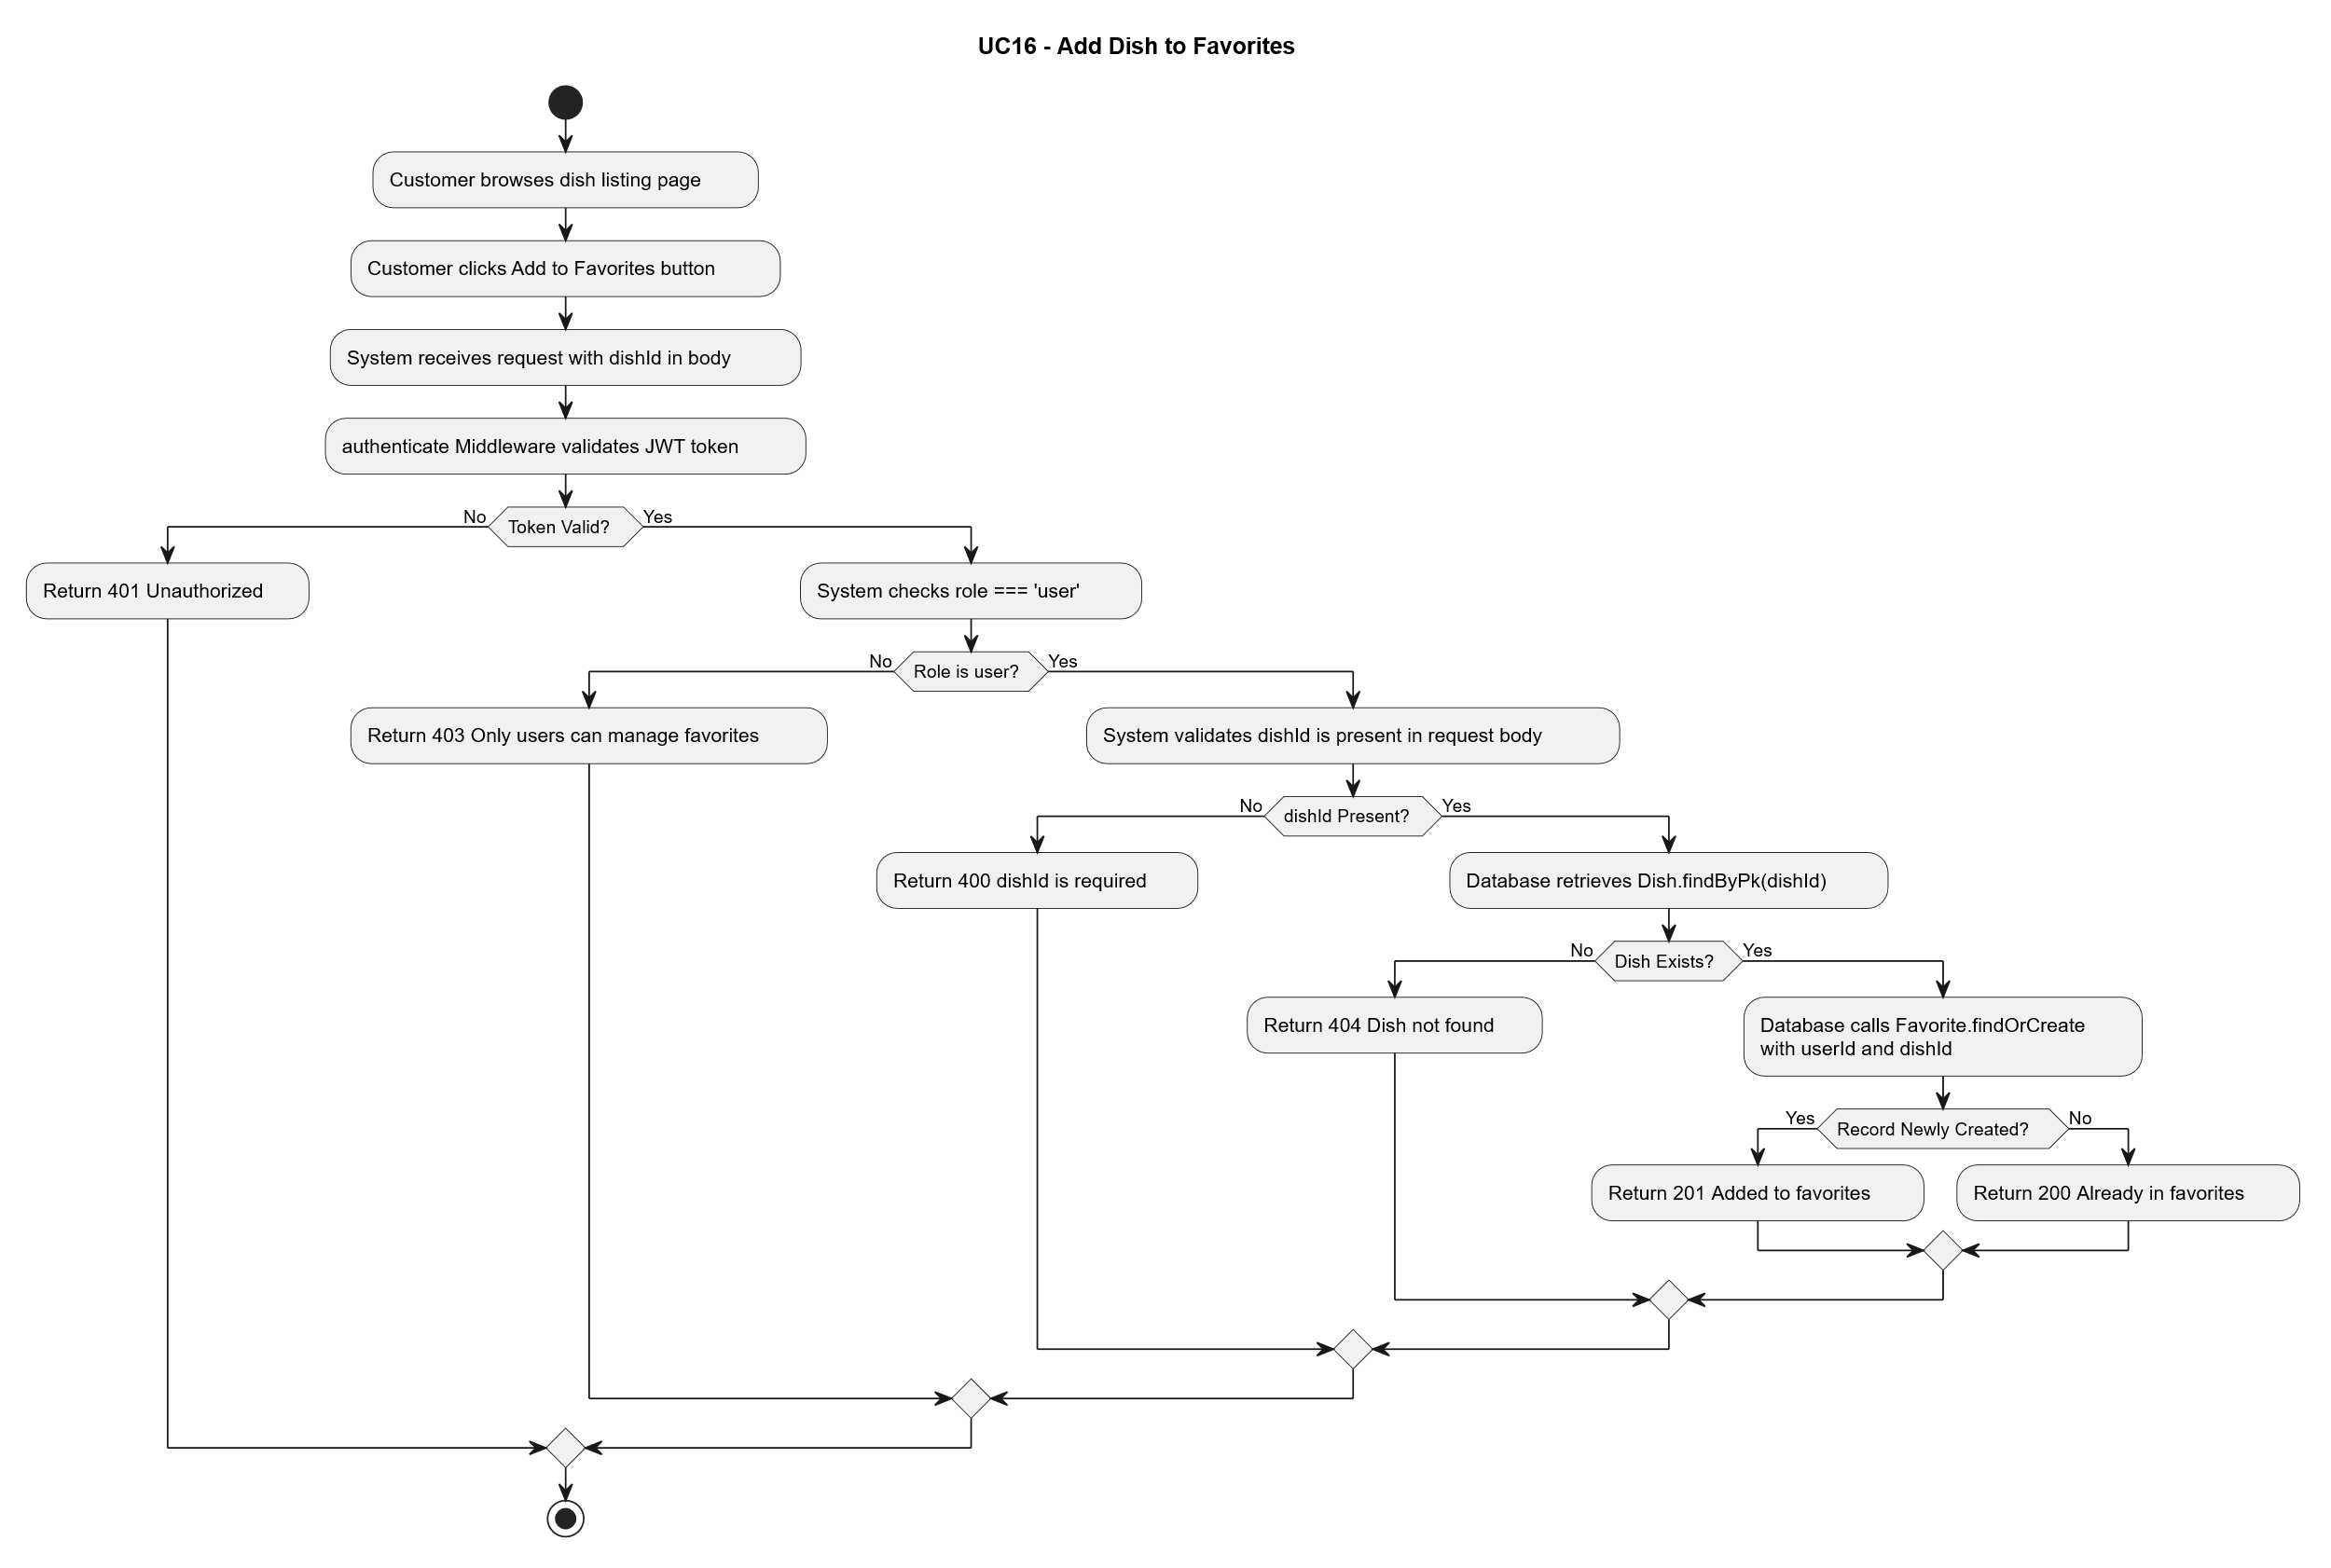 UC16 - Add Dish to Favorites
Customer browses dish listing page
Customer clicks Add to Favorites button
System receives request with dishId in body
authenticate Middleware validates JWT token
No
Token Valid?
Yes
Return 401 Unauthorized
System checks role === 'user'
No
Role is user?
Yes
Return 403 Only users can manage favorites
System validates dishId is present in request body
No
dishId Present?
Yes
Return 400 dishId is required
Database retrieves Dish.findByPk(dishId)
No
Dish Exists?
Yes
Return 404 Dish not found
Database calls Favorite.findOrCreate
with userId and dishId
Yes
Record Newly Created?
No
Return 201 Added to favorites
Return 200 Already in favorites